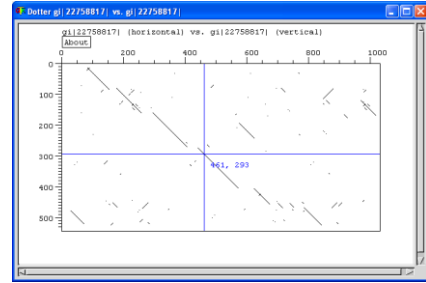 Dotter gi|22758817| vs. gi|22758817|
gi|22758817| (horizontal) vs. gi|22758817| (vertical)
About
0 200 400 600 800 1000
0
100
200
300
400
500
461, 293